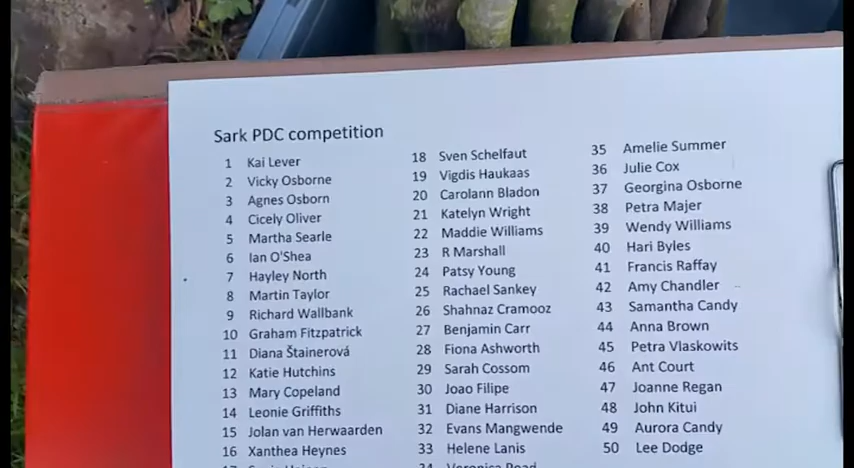 Sark PDC competition
1 Kai Lever
2 Vicky Osborne
3 Agnes Osborn
4 Cicely Oliver
5 Martha Searle
6 Ian O'Shea
7 Hayley North
8 Martin Taylor
9 Richard Wallbank
10 Graham Fitzpatrick
11 Diana Štainerová
12 Katie Hutchins
13 Mary Copeland
14 Leonie Griffiths
15 Jolan van Herwaarden
16 Xanthea Heynes
17
18 Sven Schelfaut
19 Vigdis Haukaas
20 Carolann Bladon
21 Katelyn Wright
22 Maddie Williams
23 R Marshall
24 Patsy Young
25 Rachael Sankey
26 Shahnaz Cramooz
27 Benjamin Carr
28 Fiona Ashworth
29 Sarah Cossom
30 Joao Filipe
31 Diane Harrison
32 Evans Mangwende
33 Helene Lanis
34 Veronica
35 Amelie Summer
36 Julie Cox
37 Georgina Osborne
38 Petra Majer
39 Wendy Williams
40 Hari Byles
41 Francis Raffay
42 Amy Chandler
43 Samantha Candy
44 Anna Brown
45 Petra Vlaskowits
46 Ant Court
47 Joanne Regan
48 John Kitui
49 Aurora Candy
50 Lee Dodge